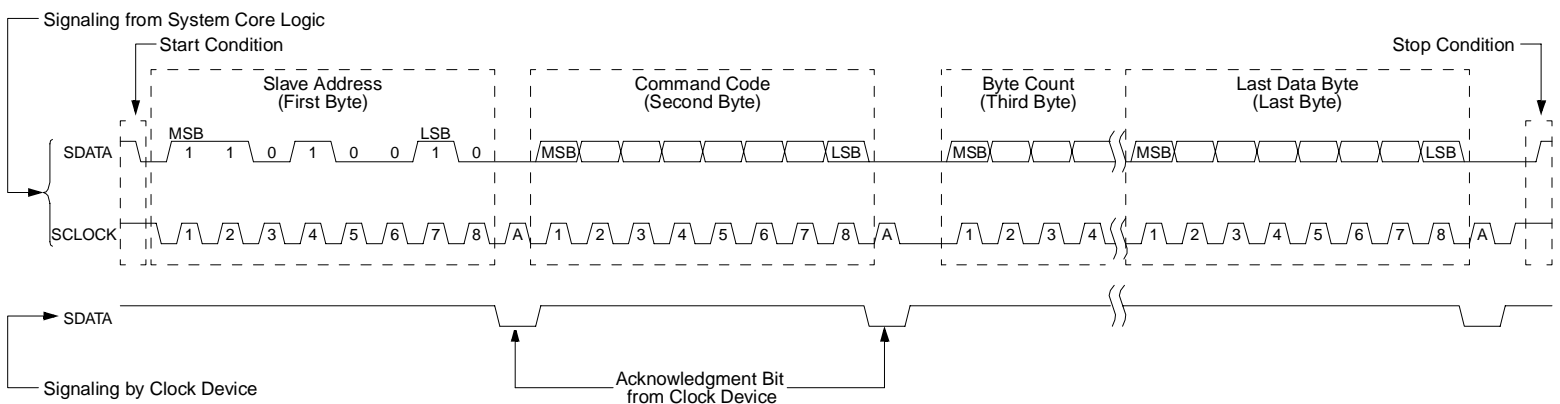 Signaling from System Core Logic
Start Condition
Stop Condition
Slave Address
(First Byte)
Command Code
(Second Byte)
Byte Count
(Third Byte)
Last Data Byte
(Last Byte)
MSB
LSB
SDATA
1 1 0 1 0 0 1 0
MSB
LSB
MSB
MSB
LSB
SCLOCK
1 2 3 4 5 6 7 8 A 1 2 3 4 5 6 7 8 A 1 2 3 4 1 2 3 4 5 6 7 8 A
SDATA
Signaling by Clock Device
Acknowledgment Bit
from Clock Device